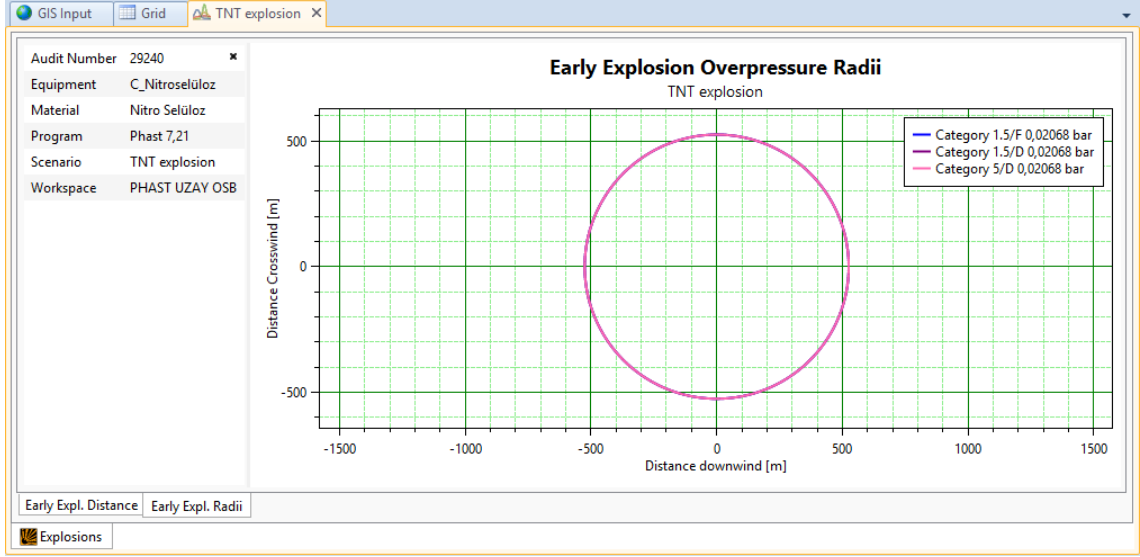 GIS Input Grid TNT explosion
Audit Number 29240
Equipment C_Nitroselüloz
Material Nitro Selüloz
Program Phast 7,21
Scenario TNT explosion
Workspace PHAST UZAY OSB
Early Explosion Overpressure Radii
TNT explosion
Category 1.5/F 0,02068 bar
Category 1.5/D 0,02068 bar
Category 5/D 0,02068 bar
Distance Crosswind [m]
500
0
-500
-1500 -1000 -500 0 500 1000 1500
Distance downwind [m]
Early Expl. Distance Early Expl. Radii
Explosions